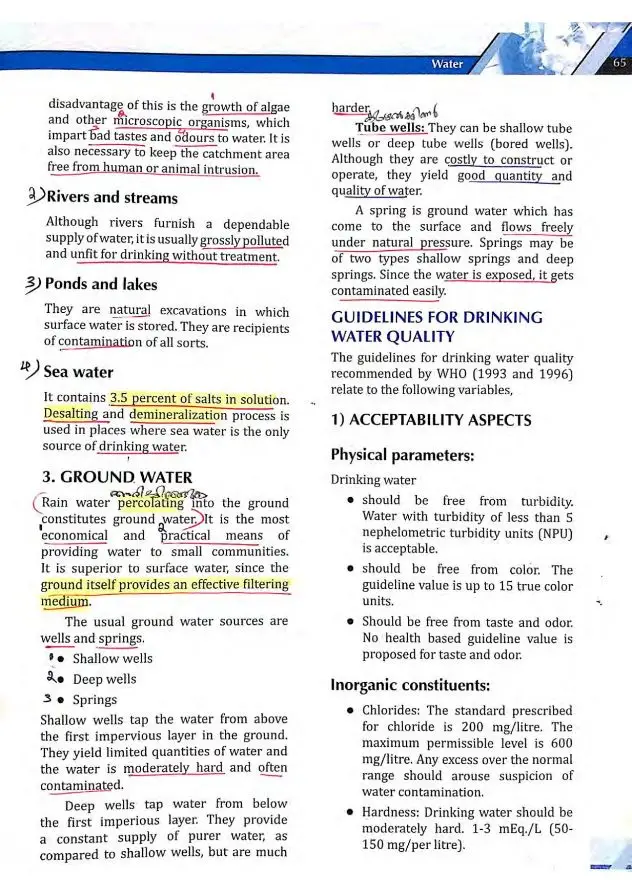 Water
65
disadvantage of this is the growth of algae
and other microscopic organisms, which
impart bad tastes and odours to water. It is
also necessary to keep the catchment area
free from human or animal intrusion.
2) Rivers and streams
Although rivers furnish a dependable
supply of water, it is usually grossly polluted
and unfit for drinking without treatment.
3) Ponds and lakes
They are natural excavations in which
surface water is stored. They are recipients
of contamination of all sorts.
4) Sea water
It contains 3.5 percent of salts in solution.
Desalting and demineralization process is
used in places where sea water is the only
source of drinking water.
3. GROUND WATER
Rain water percolating into the ground
constitutes ground water. It is the most
economical and practical means of
providing water to small communities.
It is superior to surface water, since the
ground itself provides an effective filtering
medium.
The usual ground water sources are
wells and springs.
1 • Shallow wells
2 • Deep wells
3 • Springs
Shallow wells tap the water from above
the first impervious layer in the ground.
They yield limited quantities of water and
the water is moderately hard and often
contaminated.
Deep wells tap water from below
the first imperious layer. They provide
a constant supply of purer water, as
compared to shallow wells, but are much
harder.
Tube wells: They can be shallow tube
wells or deep tube wells (bored wells).
Although they are costly to construct or
operate, they yield good quantity and
quality of water.
A spring is ground water which has
come to the surface and flows freely
under natural pressure. Springs may be
of two types shallow springs and deep
springs. Since the water is exposed, it gets
contaminated easily.
GUIDELINES FOR DRINKING
WATER QUALITY
The guidelines for drinking water quality
recommended by WHO (1993 and 1996)
relate to the following variables,
1) ACCEPTABILITY ASPECTS
Physical parameters:
Drinking water
• should be free from turbidity.
Water with turbidity of less than 5
nephelometric turbidity units (NPU)
is acceptable.
• should be free from color. The
guideline value is up to 15 true color
units.
• Should be free from taste and odor.
No health based guideline value is
proposed for taste and odor.
Inorganic constituents:
• Chlorides: The standard prescribed
for chloride is 200 mg/litre. The
maximum permissible level is 600
mg/litre. Any excess over the normal
range should arouse suspicion of
water contamination.
• Hardness: Drinking water should be
moderately hard. 1-3 mEq./L (50-
150 mg/per litre).